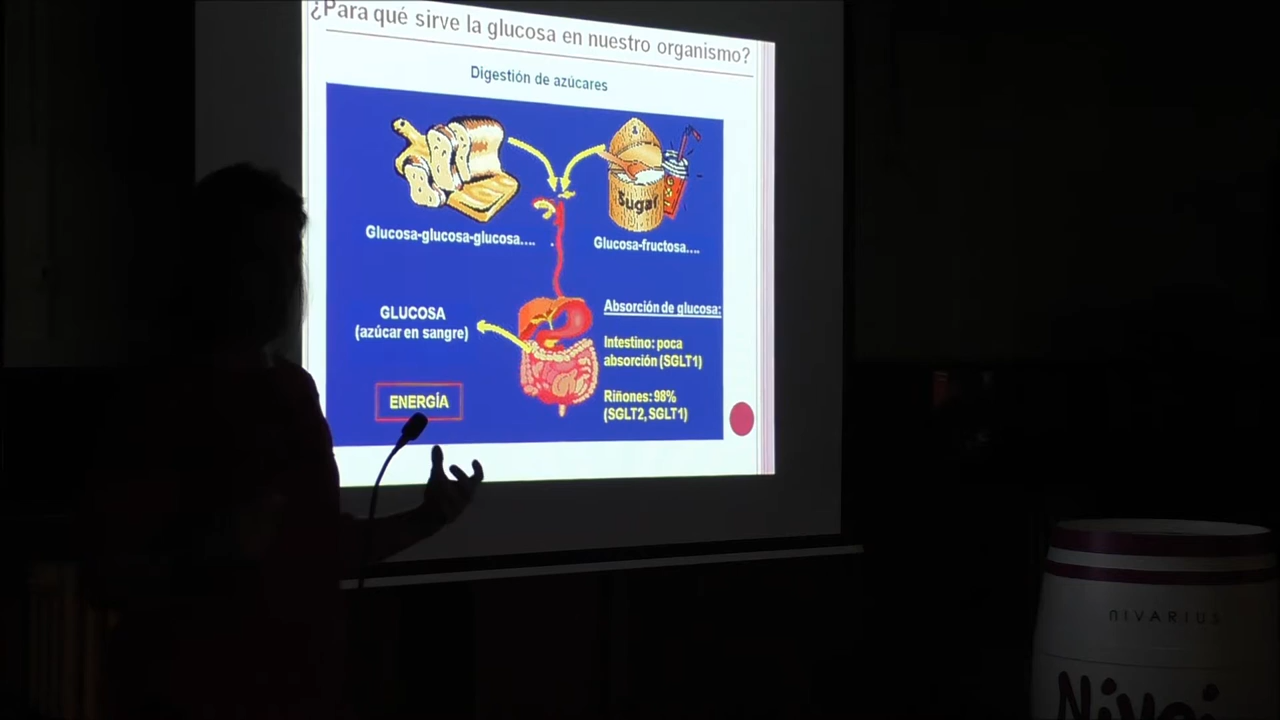 ¿Para qué sirve la glucosa en nuestro organismo?
Digestión de azúcares
Sugar
Glucosa-glucosa-glucosa....
Glucosa-fructosa....
GLUCOSA
(azúcar en sangre)
ENERGÍA
Absorción de glucosa:
Intestino: poca
absorción (SGLT1)
Riñones: 98%
(SGLT2, SGLT1)
NIVARIUS